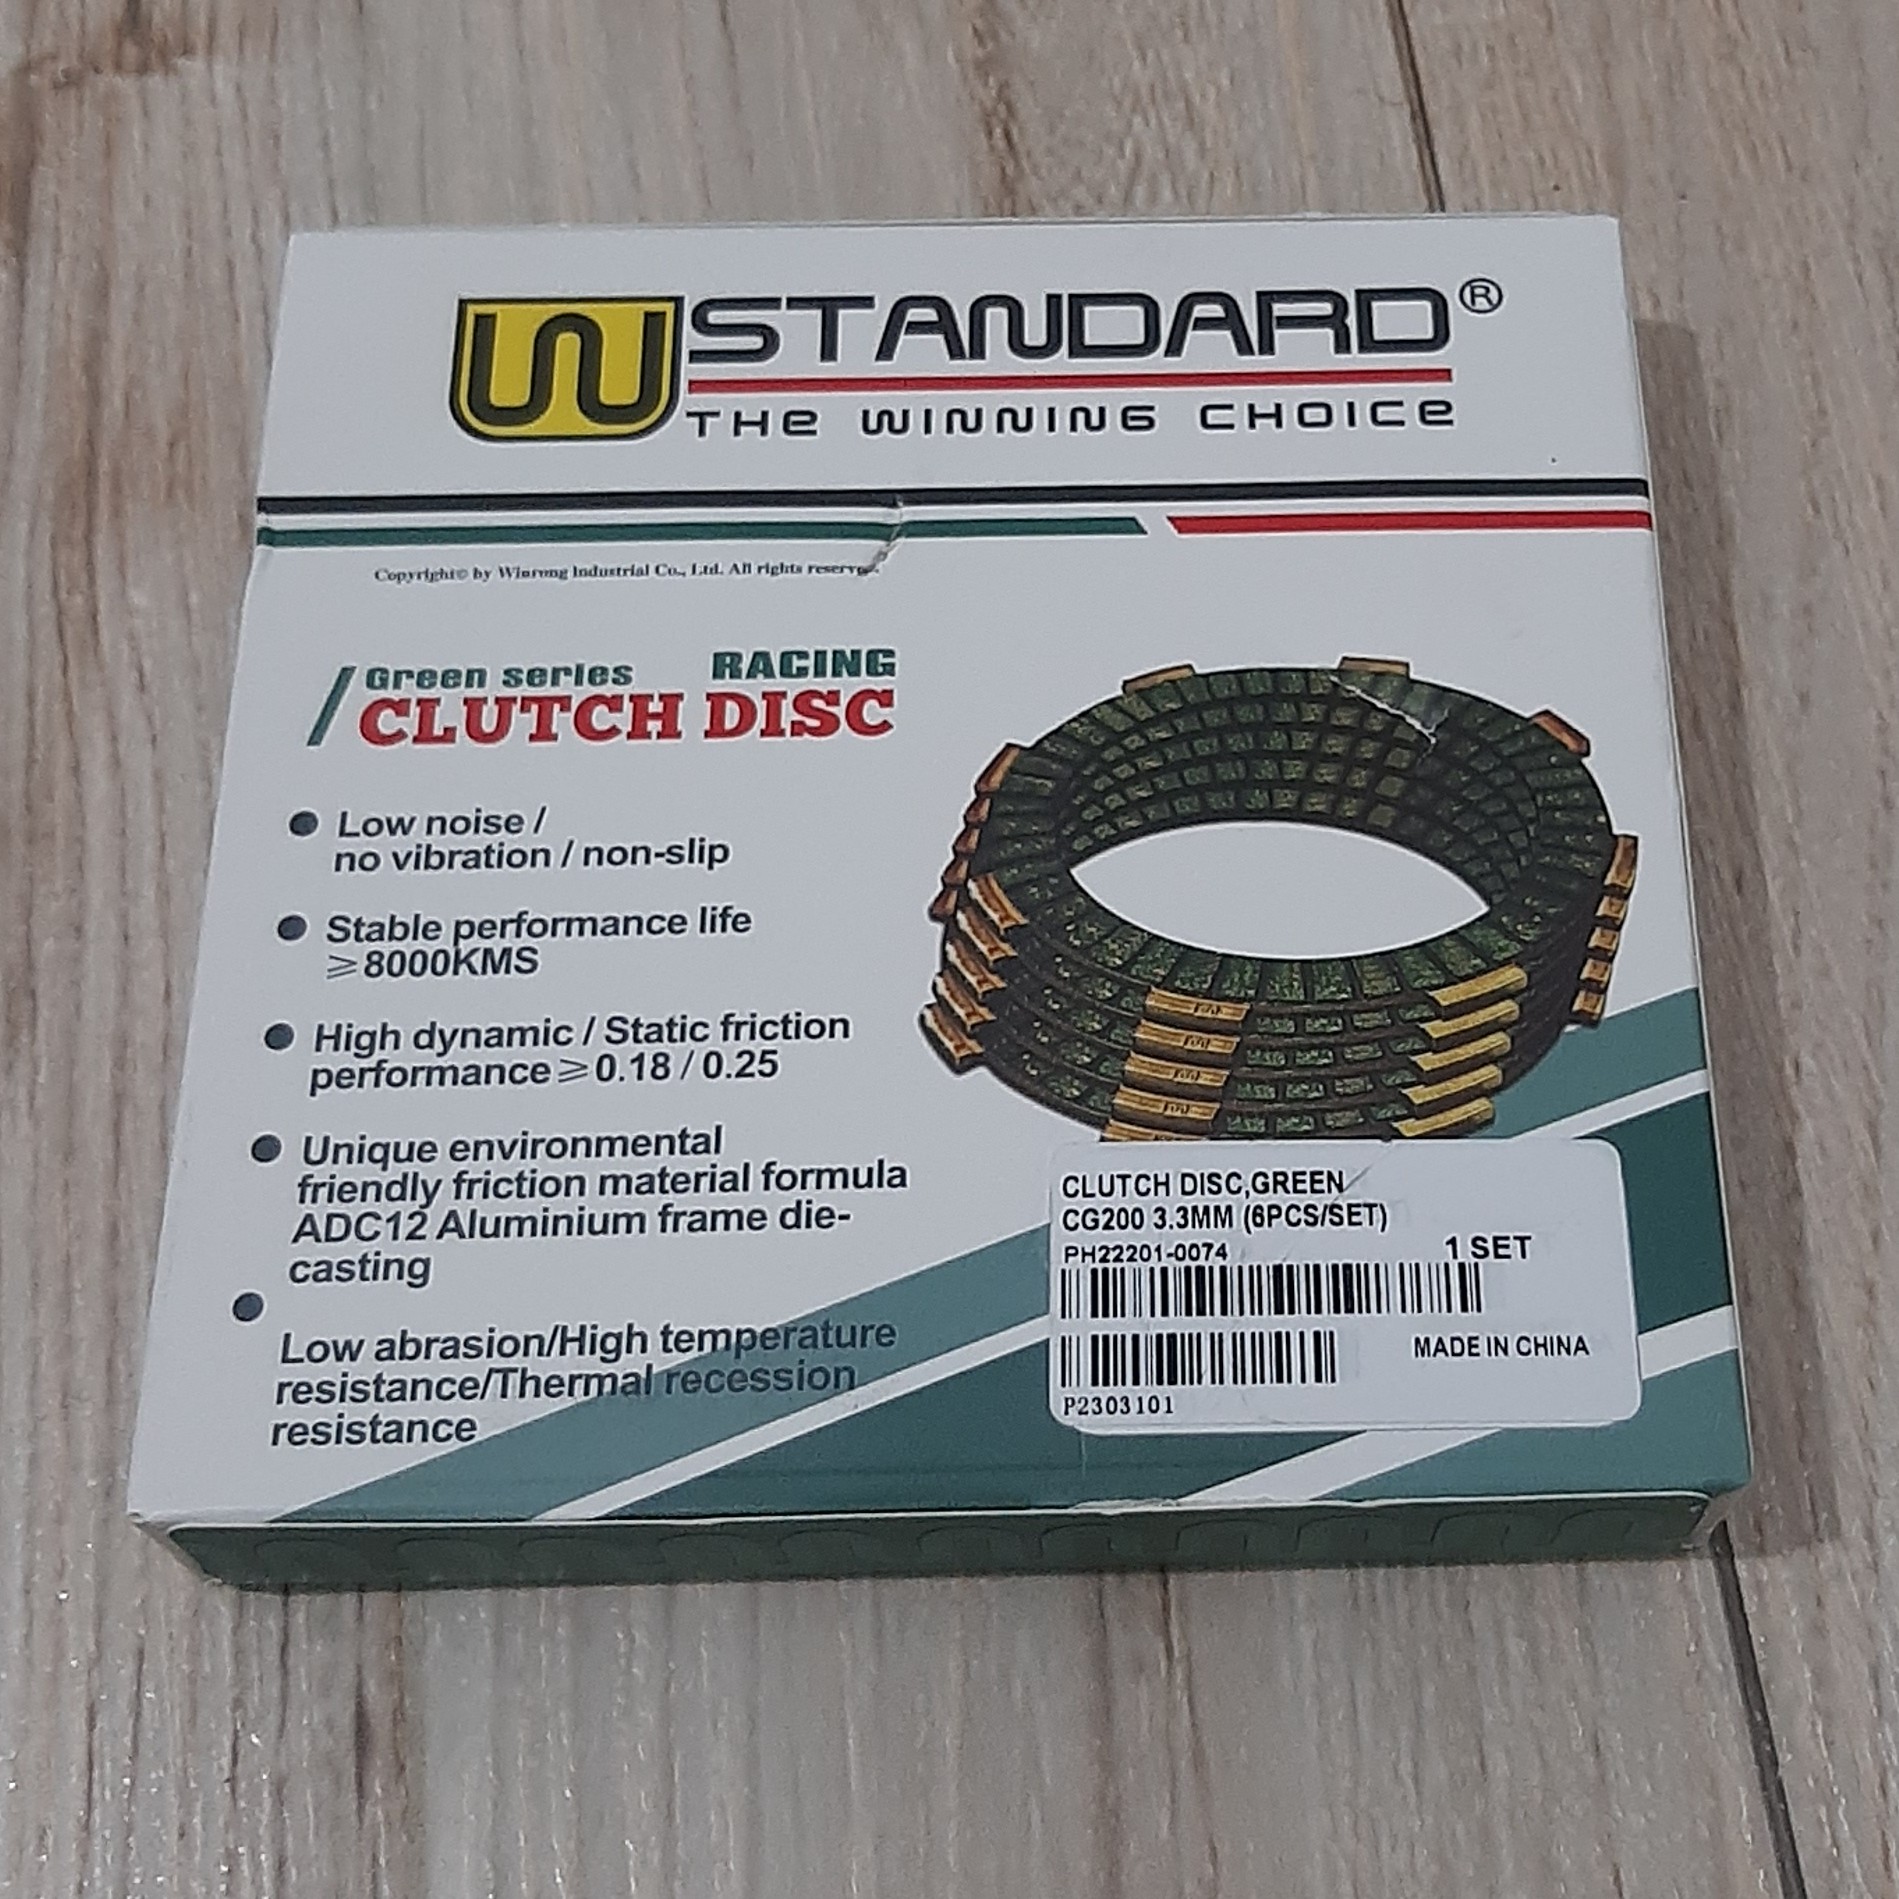 W STANDARD®
THE WINNING CHOICE
Copyright© by Winrong Industrial Co., Ltd. All rights
Green series RACING
CLUTCH DISC
● Low noise /
no vibration / non-slip
● Stable performance life
≥8000KMS
● High dynamic / Static friction
performance≥0.18 / 0.25
● Unique environmental
friendly friction material formula
ADC12 Aluminium frame die-
casting
●
Low abrasion/High temperature
resistance/Thermal recession
resistance
CLUTCH DISC,GREEN
CG200 3.3MM (6PCS/SET)
PH22201-0074 1 SET
MADE IN CHINA
P2303101